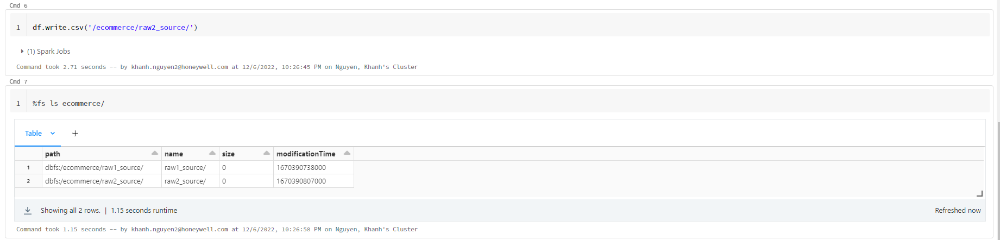 Cmd 6
1 df.write.csv('/ecommerce/raw2_source/')
(1) Spark Jobs
Command took 2.71 seconds -- by khanh.nguyen2@honeywell.com at 12/6/2022, 10:26:45 PM on Nguyen, Khanh's Cluster
Cmd 7
1 %fs ls ecommerce/
Table +
path name size modificationTime
1 dbfs:/ecommerce/raw1_source/ raw1_source/ 0 1670390738000
2 dbfs:/ecommerce/raw2_source/ raw2_source/ 0 1670390807000
Showing all 2 rows. | 1.15 seconds runtime Refreshed now
Command took 1.15 seconds -- by khanh.nguyen2@honeywell.com at 12/6/2022, 10:26:58 PM on Nguyen, Khanh's Cluster